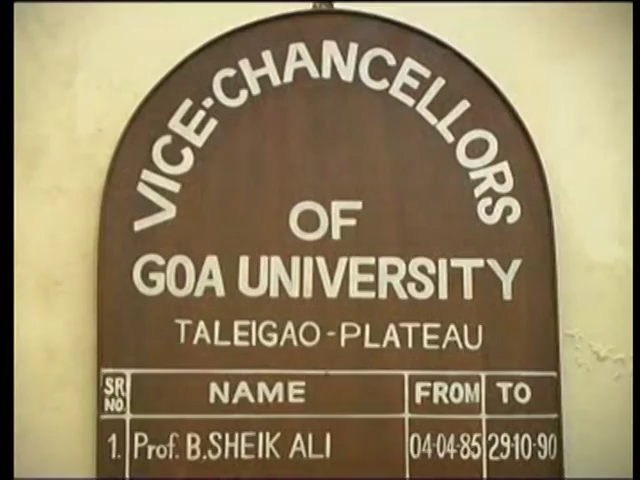 VICE-CHANCELLORS
OF
GOA UNIVERSITY
TALEIGAO-PLATEAU
SR. NO. NAME FROM TO
1. Prof. B. SHEIK ALI 04-04-85 29-10-90